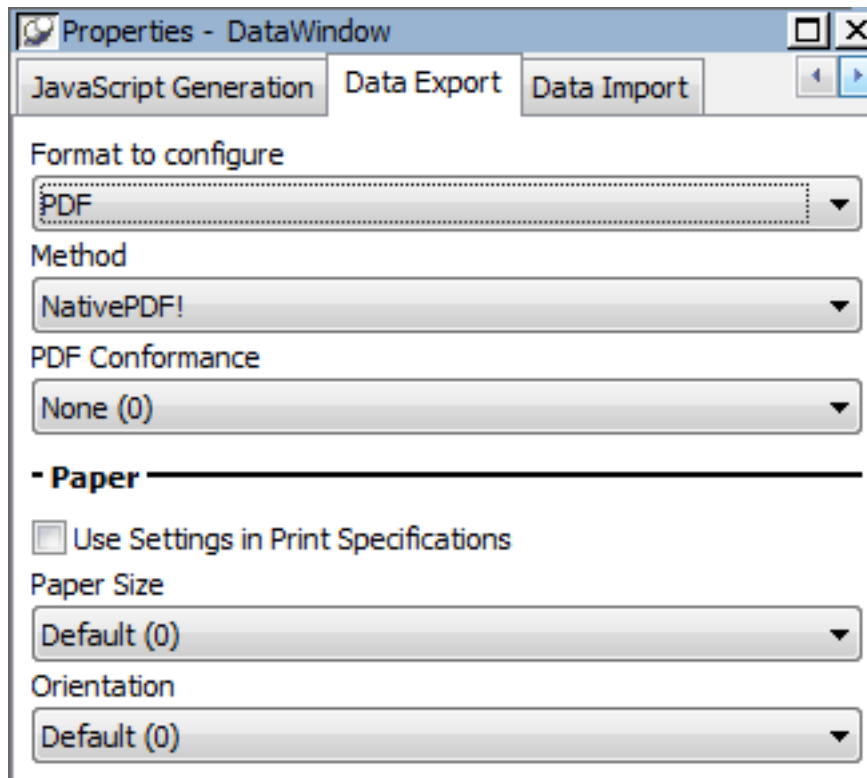 Properties - DataWindow
JavaScript Generation Data Export Data Import
Format to configure
PDF
Method
NativePDF!
PDF Conformance
None (0)
Paper
Use Settings in Print Specifications
Paper Size
Default (0)
Orientation
Default (0)